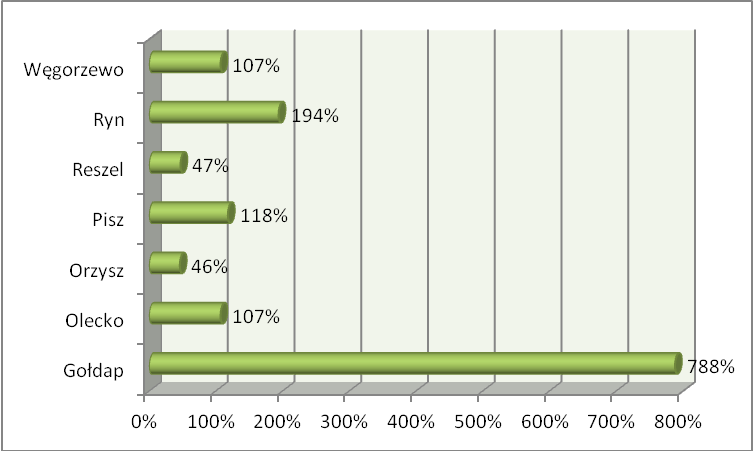 Węgorzewo 107%
Ryn 194%
Reszel 47%
Pisz 118%
Orzysz 46%
Olecko 107%
Gołdap 788%
0% 100% 200% 300% 400% 500% 600% 700% 800%